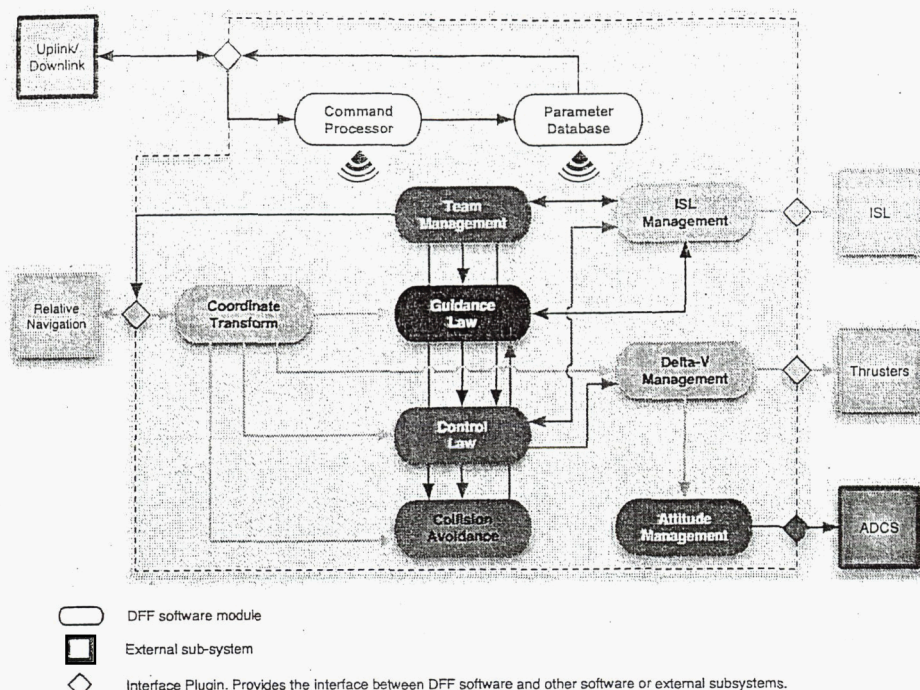 Uplink/
Downlink
Command
Processor
Parameter
Database
Team
Management
ISL
Management
ISL
Relative
Navigation
Coordinate
Transform
Guidance
Law
Delta-V
Management
Thrusters
Control
Law
Collision
Avoidance
Attitude
Management
ADCS
DFF software module
External sub-system
Interface Plugin. Provides the interface between DFF software and other software or external subsystems.